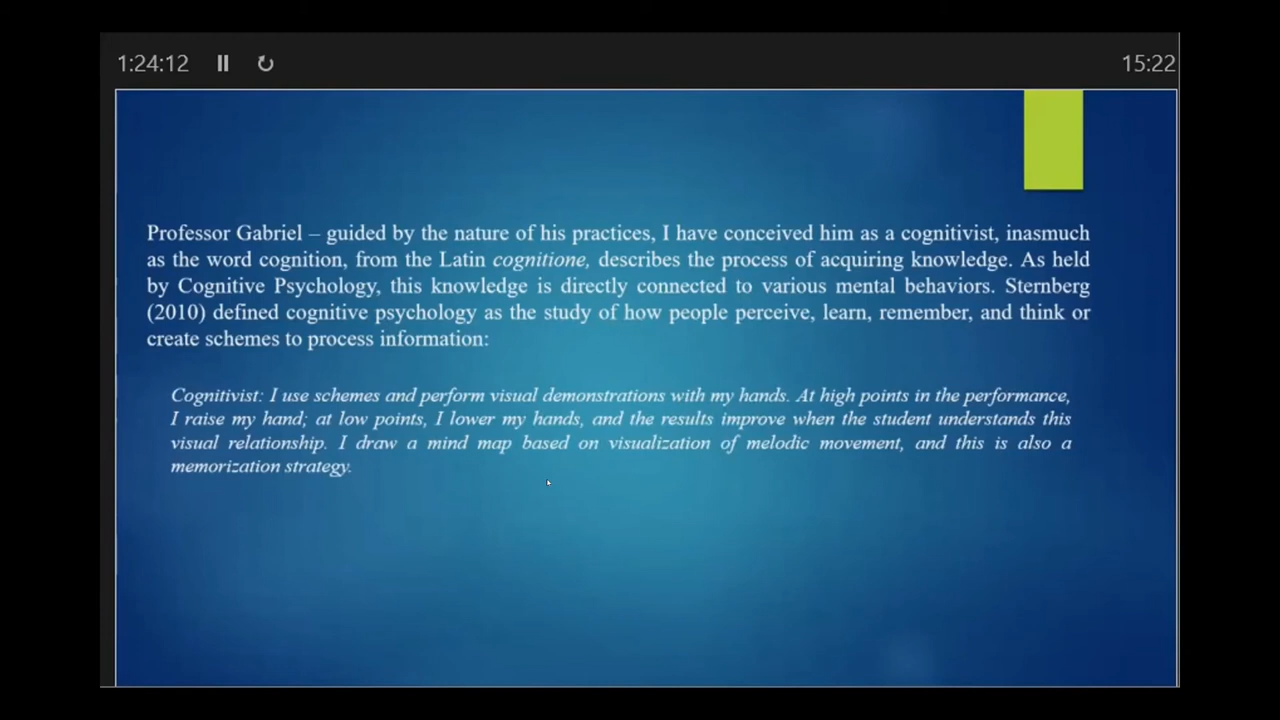 1:24:12
15:22
Professor Gabriel – guided by the nature of his practices, I have conceived him as a cognitivist, inasmuch
as the word cognition, from the Latin cognitione, describes the process of acquiring knowledge. As held
by Cognitive Psychology, this knowledge is directly connected to various mental behaviors. Sternberg
(2010) defined cognitive psychology as the study of how people perceive, learn, remember, and think or
create schemes to process information:
Cognitivist: I use schemes and perform visual demonstrations with my hands. At high points in the performance,
I raise my hand; at low points, I lower my hands, and the results improve when the student understands this
visual relationship. I draw a mind map based on visualization of melodic movement, and this is also a
memorization strategy.